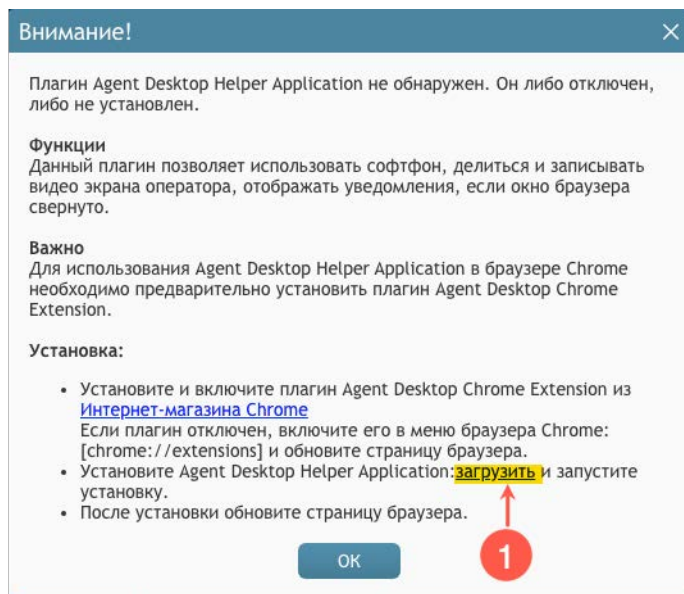 Внимание!
Плагин Agent Desktop Helper Application не обнаружен. Он либо отключен,
либо не установлен.
Функции
Данный плагин позволяет использовать софтфон, делиться и записывать
видео экрана оператора, отображать уведомления, если окно браузера
свернуто.
Важно
Для использования Agent Desktop Helper Application в браузере Chrome
необходимо предварительно установить плагин Agent Desktop Chrome
Extension.
Установка:
• Установите и включите плагин Agent Desktop Chrome Extension из
Интернет-магазина Chrome
Если плагин отключен, включите его в меню браузера Chrome:
[chrome://extensions] и обновите страницу браузера.
• Установите Agent Desktop Helper Application:загрузить и запустите
установку.
• После установки обновите страницу браузера.
ОК
1